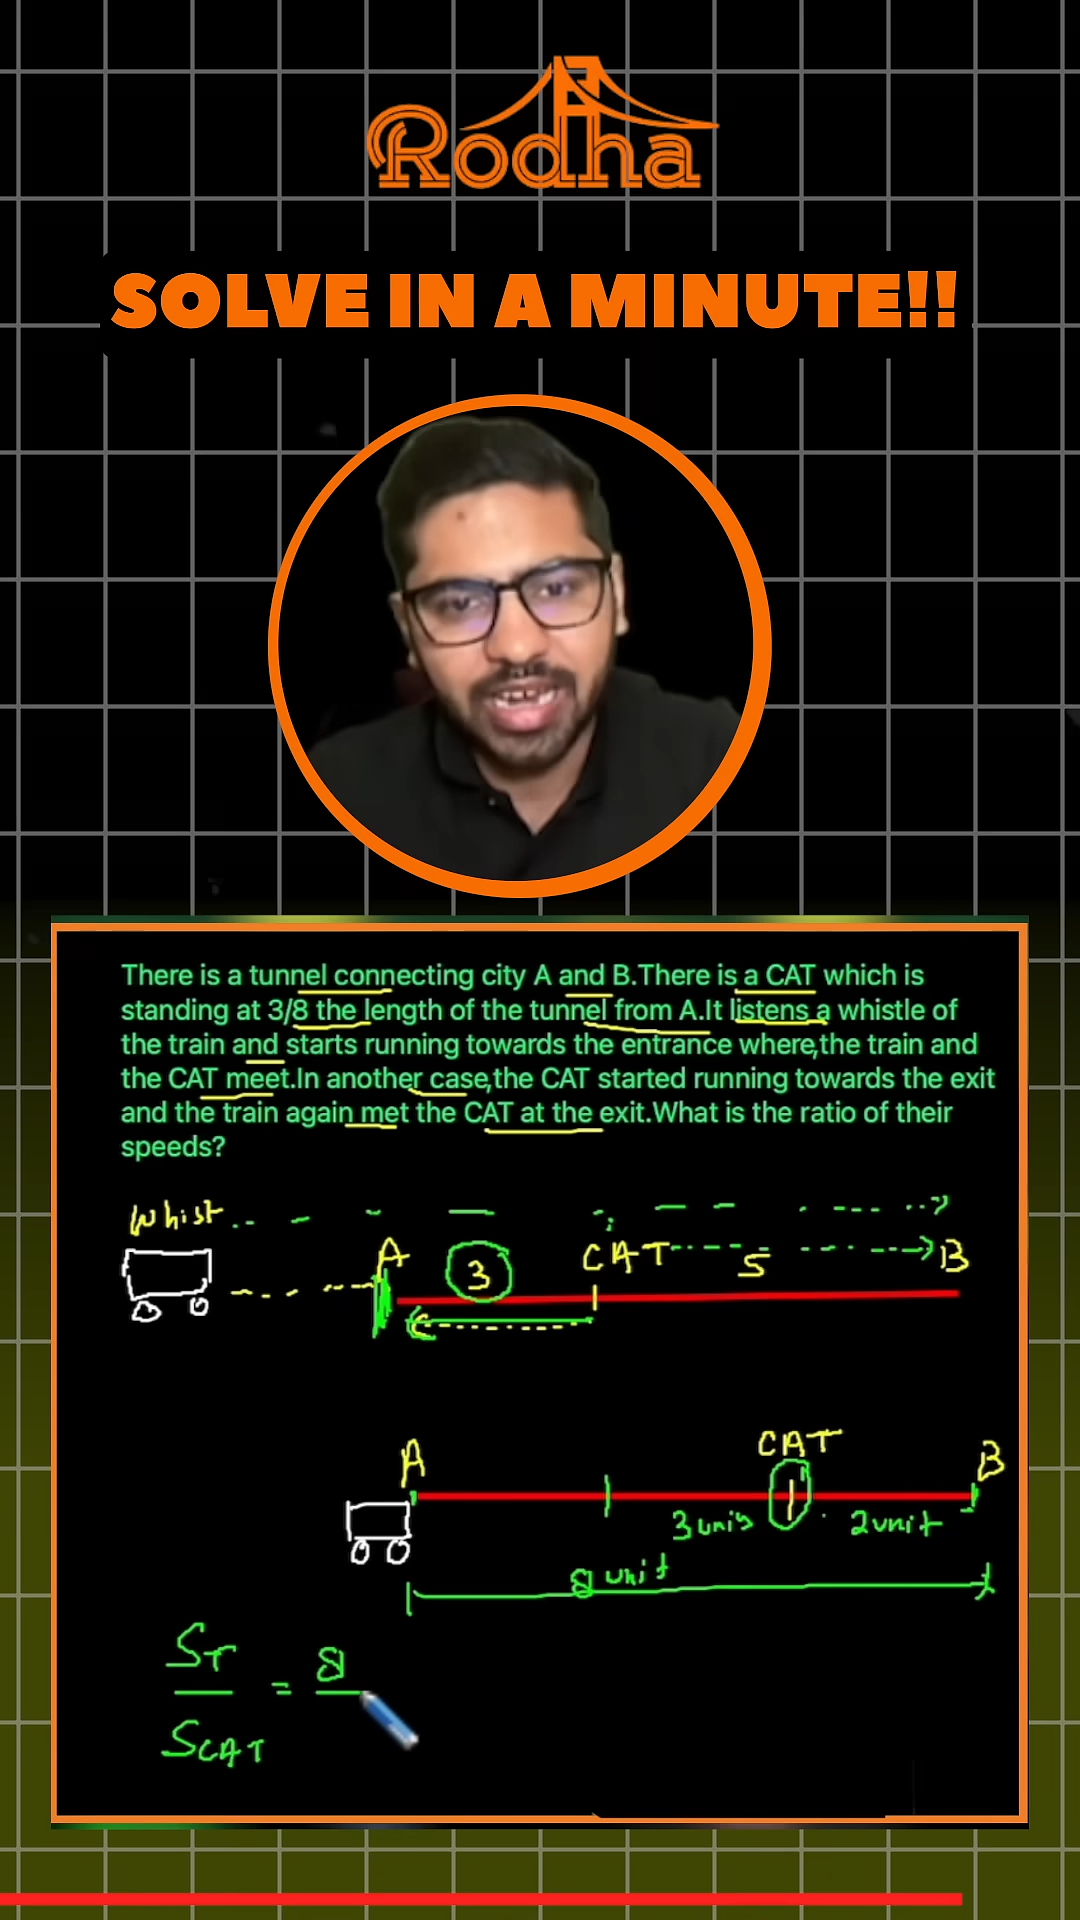 Rodha
SOLVE IN A MINUTE!!
There is a tunnel connecting city A and B.There is a CAT which is
standing at 3/8 the length of the tunnel from A.It listens a whistle of
the train and starts running towards the entrance where,the train and
the CAT meet.In another case,the CAT started running towards the exit
and the train again met the CAT at the exit.What is the ratio of their
speeds?
Whist
A 3 CAT 5 B
A CAT B
3 unis 2 unit
8 unit
ST = 8
SCAT